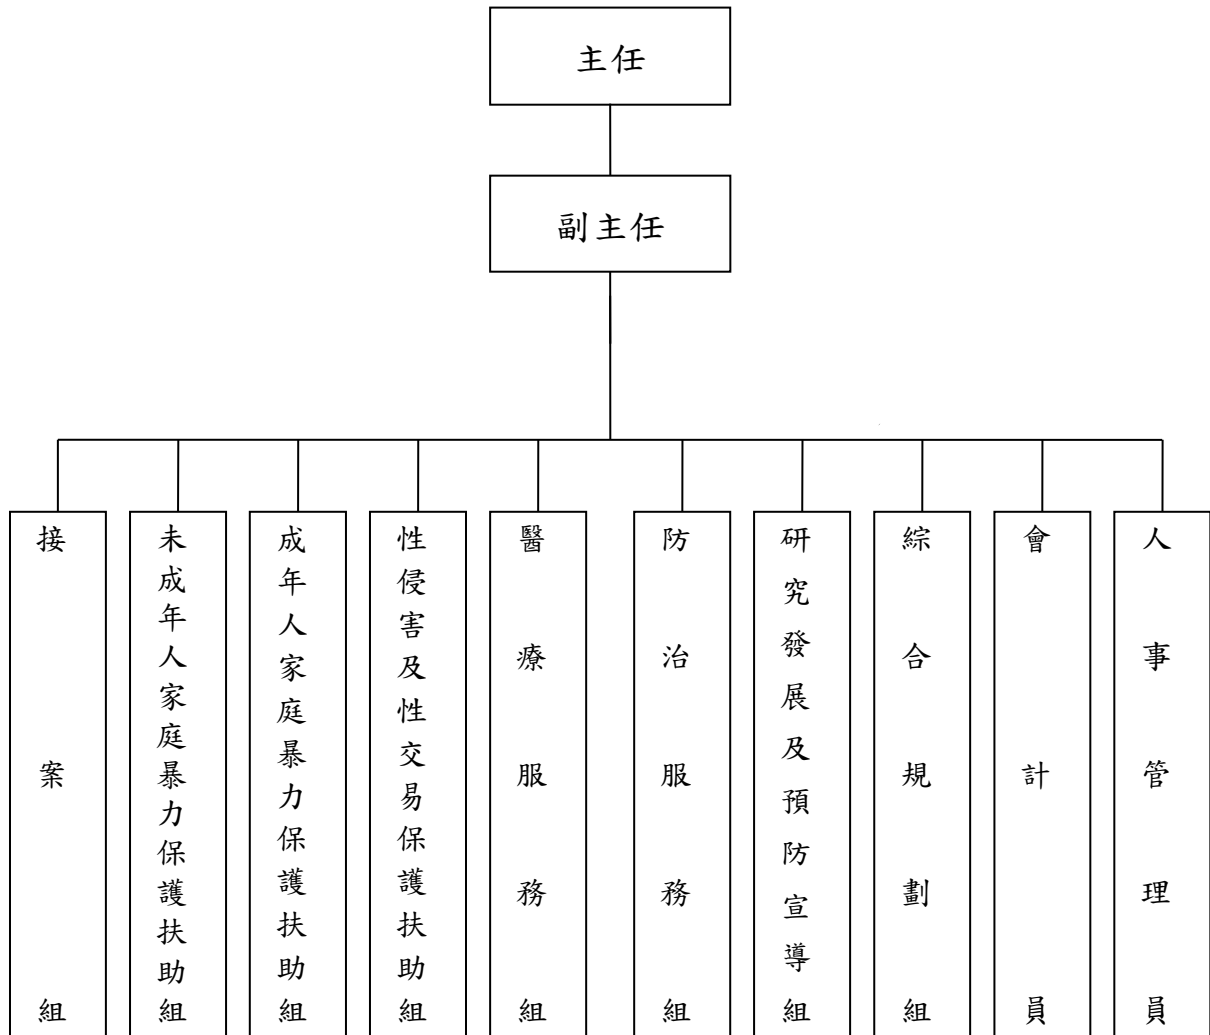 主任
副主任
接案組
未成年人家庭暴力保護扶助組
成年人家庭暴力保護扶助組
性侵害及性交易保護扶助組
醫療服務組
防治服務組
研究發展及預防宣導組
綜合規劃組
會計員
人事管理員